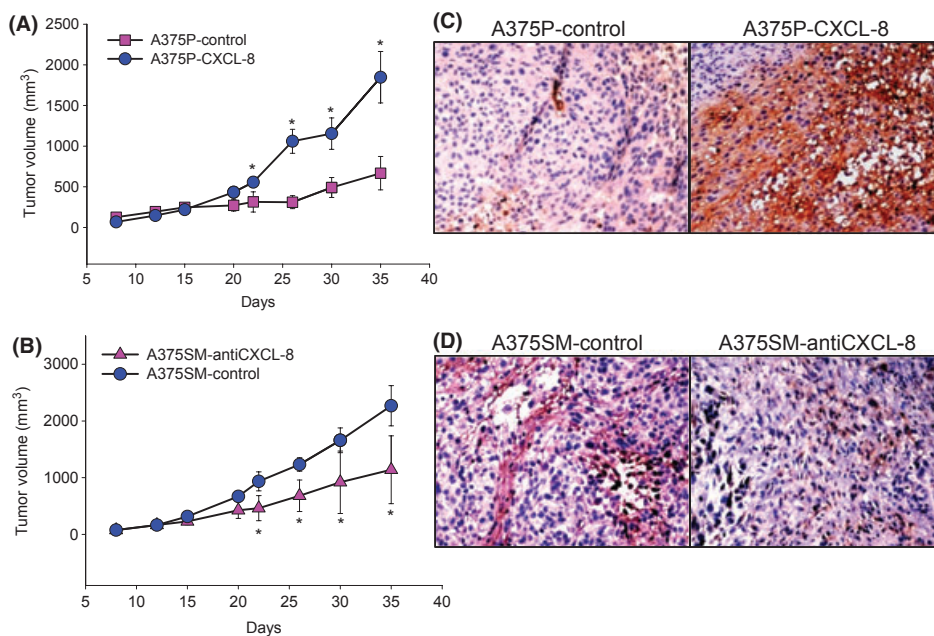 (A)
A375P-control
A375P-CXCL-8
Tumor volume (mm³)
2500
2000
1500
1000
500
0
*
*
*
*
5 10 15 20 25 30 35 40
Days
(B)
A375SM-antiCXCL-8
A375SM-control
Tumor volume (mm³)
3000
2000
1000
0
* * * *
5 10 15 20 25 30 35 40
Days
(C)
A375P-control A375P-CXCL-8
(D)
A375SM-control A375SM-antiCXCL-8